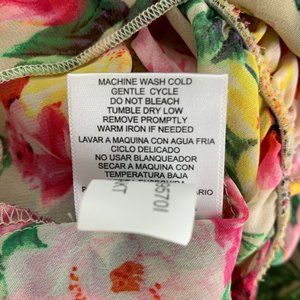 MACHINE WASH COLD
GENTLE CYCLE
DO NOT BLEACH
TUMBLE DRY LOW
REMOVE PROMPTLY
WARM IRON IF NEEDED
LAVAR A MAQUINA CON AGUA FRIA
CICLO DELICADO
NO USAR BLANQUEADOR
SECAR A MAQUINA CON
TEMPERATURA BAJA